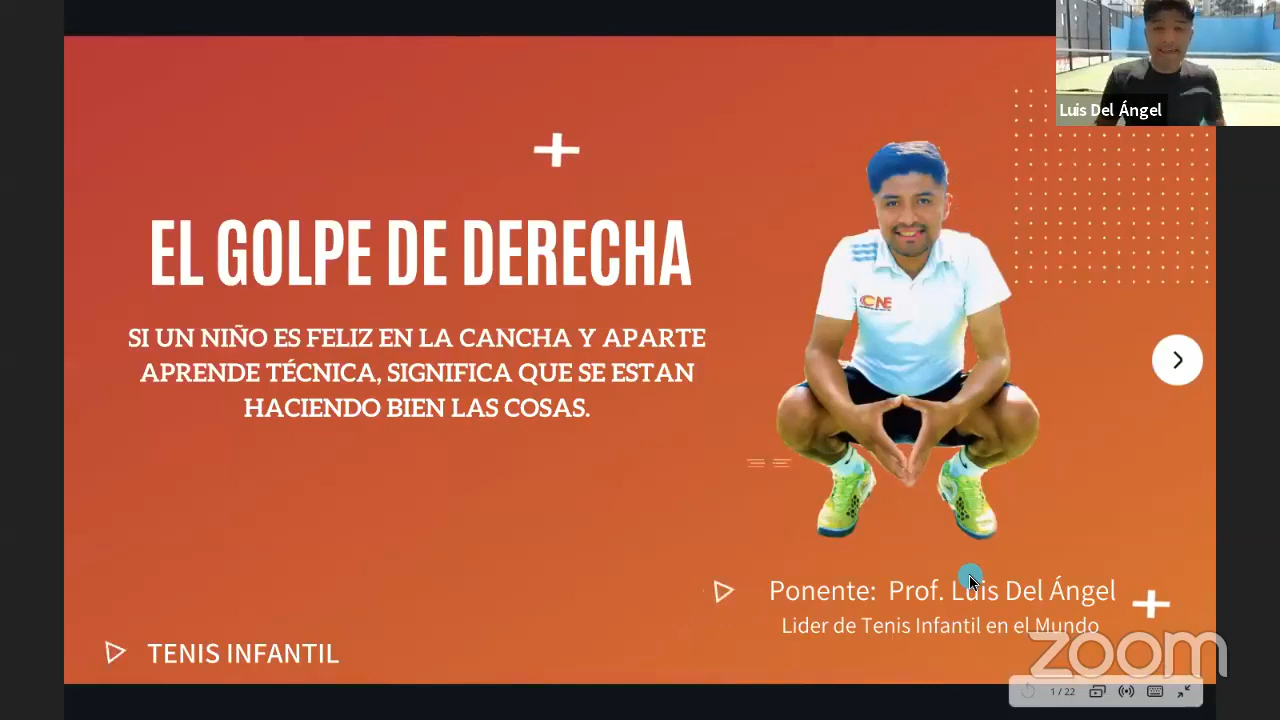 Luis Del Ángel
EL GOLPE DE DERECHA
SI UN NIÑO ES FELIZ EN LA CANCHA Y APARTE
APRENDE TÉCNICA, SIGNIFICA QUE SE ESTAN
HACIENDO BIEN LAS COSAS.
ONE
Ponente: Prof. Luis Del Ángel
Lider de Tenis Infantil en el Mundo
TENIS INFANTIL
zoom
1 / 22